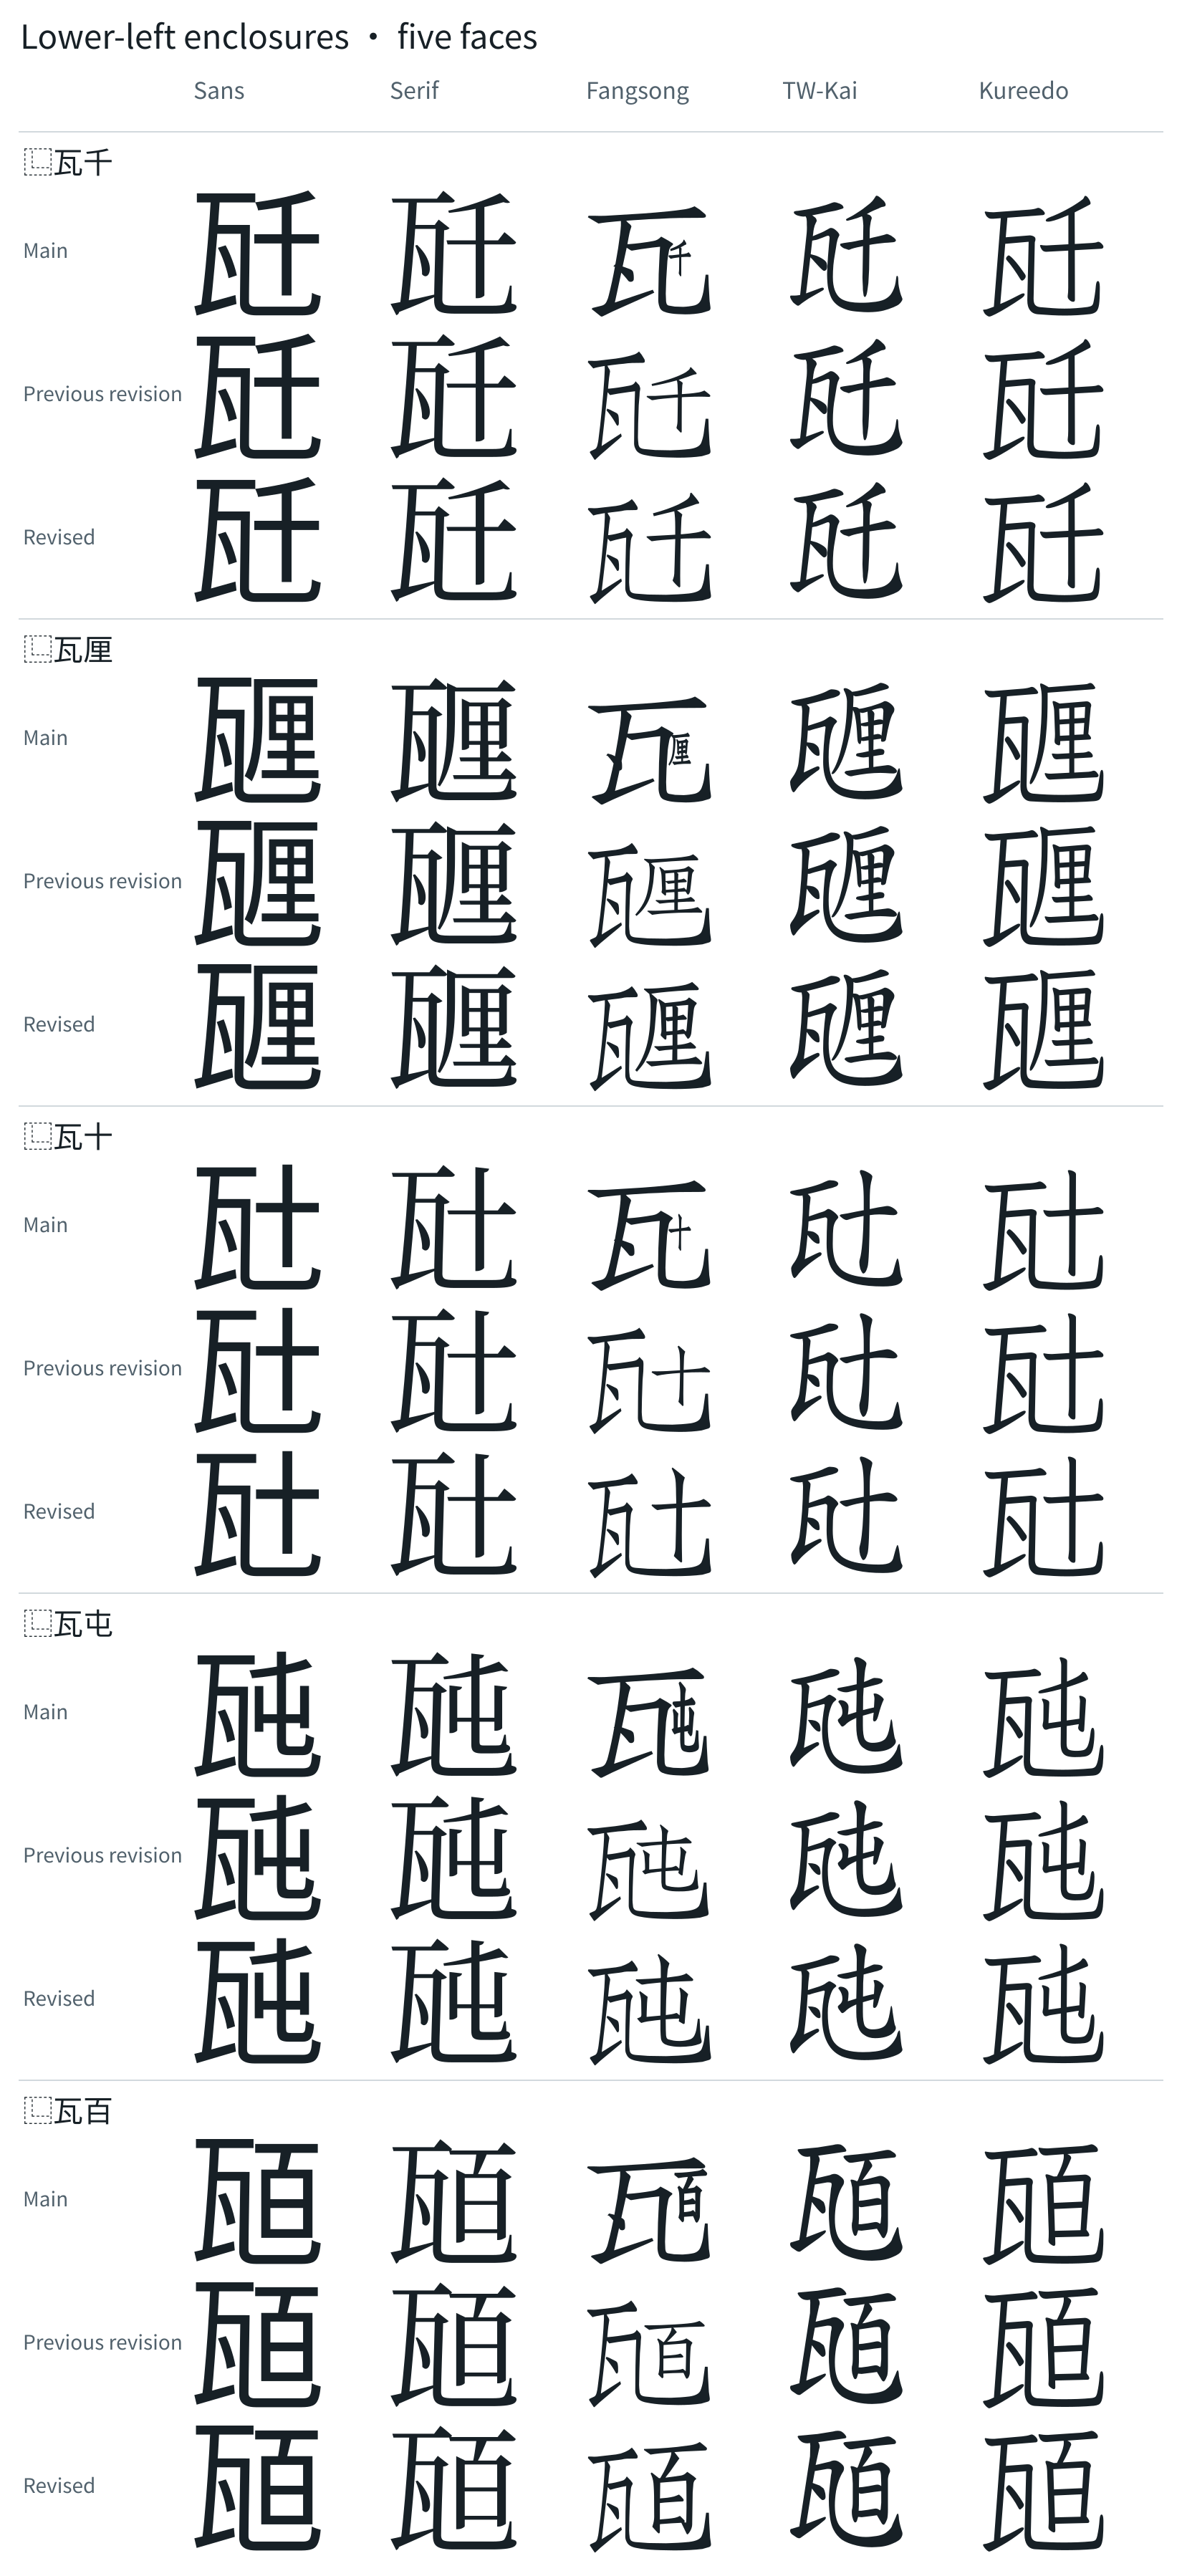 Lower-left enclosures · five faces
Sans Serif Fangsong TW-Kai Kureedo
⿺瓦千
Main 瓩 瓩 瓩 瓩 瓩
Previous revision 瓩 瓩 瓩 瓩 瓩
Revised 瓩 瓩 瓩 瓩 瓩
⿺瓦厘
Main 甅 甅 甅 甅 甅
Previous revision 甅 甅 甅 甅 甅
Revised 甅 甅 甅 甅 甅
⿺瓦十
Main 瓧 瓧 瓧 瓧 瓧
Previous revision 瓧 瓧 瓧 瓧 瓧
Revised 瓧 瓧 瓧 瓧 瓧
⿺瓦屯
Main 瓲 瓲 瓲 瓲 瓲
Previous revision 瓲 瓲 瓲 瓲 瓲
Revised 瓲 瓲 瓲 瓲 瓲
⿺瓦百
Main 瓸 瓸 瓸 瓸 瓸
Previous revision 瓸 瓸 瓸 瓸 瓸
Revised 瓸 瓸 瓸 瓸 瓸